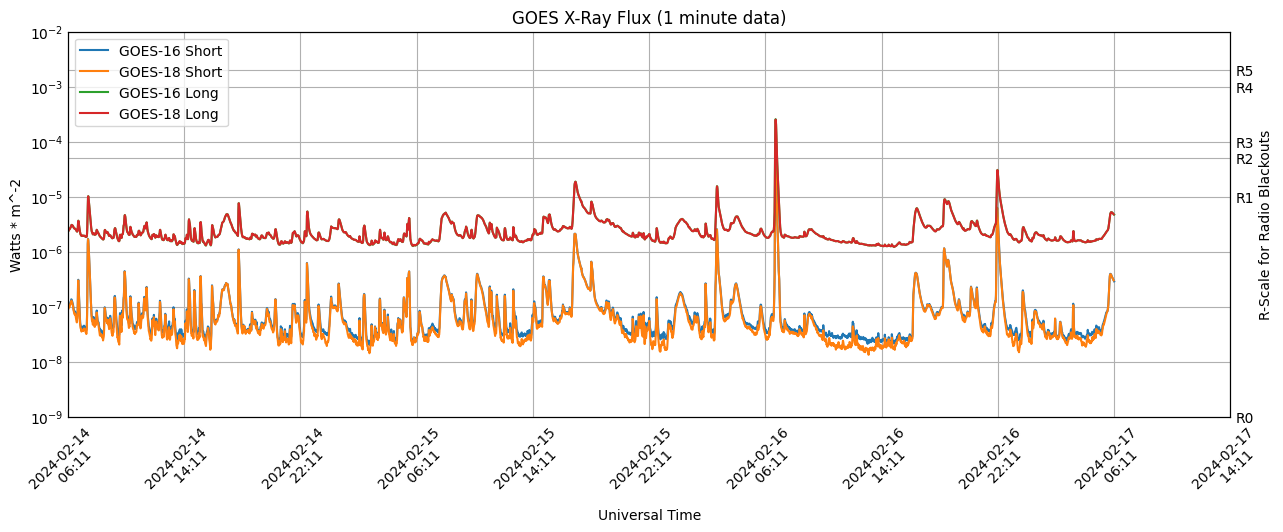 GOES X-Ray Flux (1 minute data)
GOES-16 Short
GOES-18 Short
GOES-16 Long
GOES-18 Long
Watts * m^-2
10^-2
10^-3
10^-4
10^-5
10^-6
10^-7
10^-8
10^-9
R5
R4
R3
R2
R1
R0
R-Scale for Radio Blackouts
2024-02-14
06:11
2024-02-14
14:11
2024-02-14
22:11
2024-02-15
06:11
2024-02-15
14:11
2024-02-15
22:11
2024-02-16
06:11
2024-02-16
14:11
2024-02-16
22:11
2024-02-17
06:11
2024-02-17
14:11
Universal Time